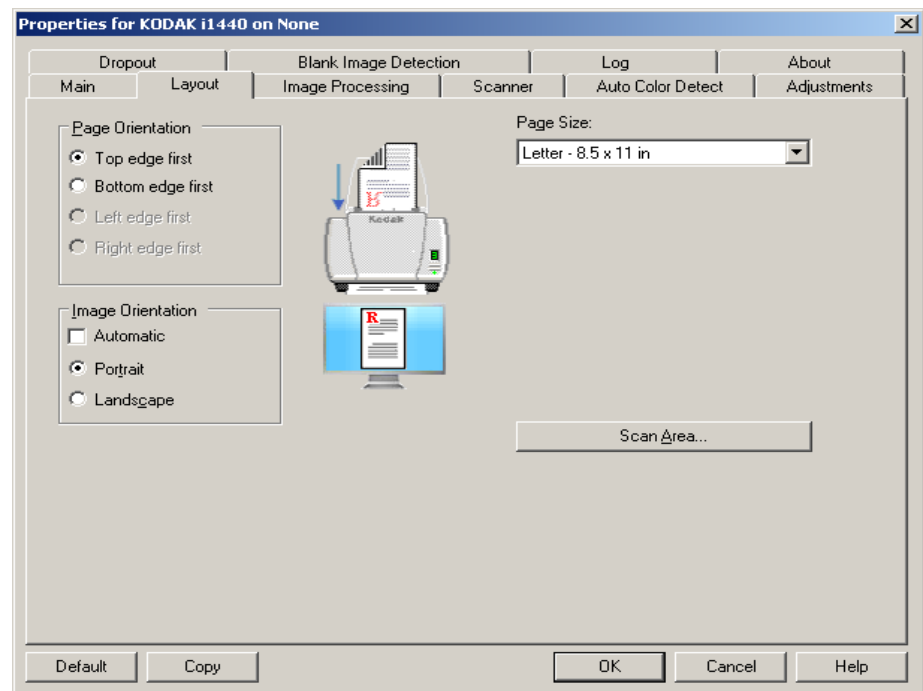 Properties for KODAK i1440 on None
Dropout Blank Image Detection Log About
Main Layout Image Processing Scanner Auto Color Detect Adjustments
Page Orientation
Top edge first
Bottom edge first
Left edge first
Right edge first
Kodak
R
Page Size:
Letter - 8.5 x 11 in
Image Orientation
Automatic
Portrait
Landscape
R
Scan Area...
Default Copy OK Cancel Help